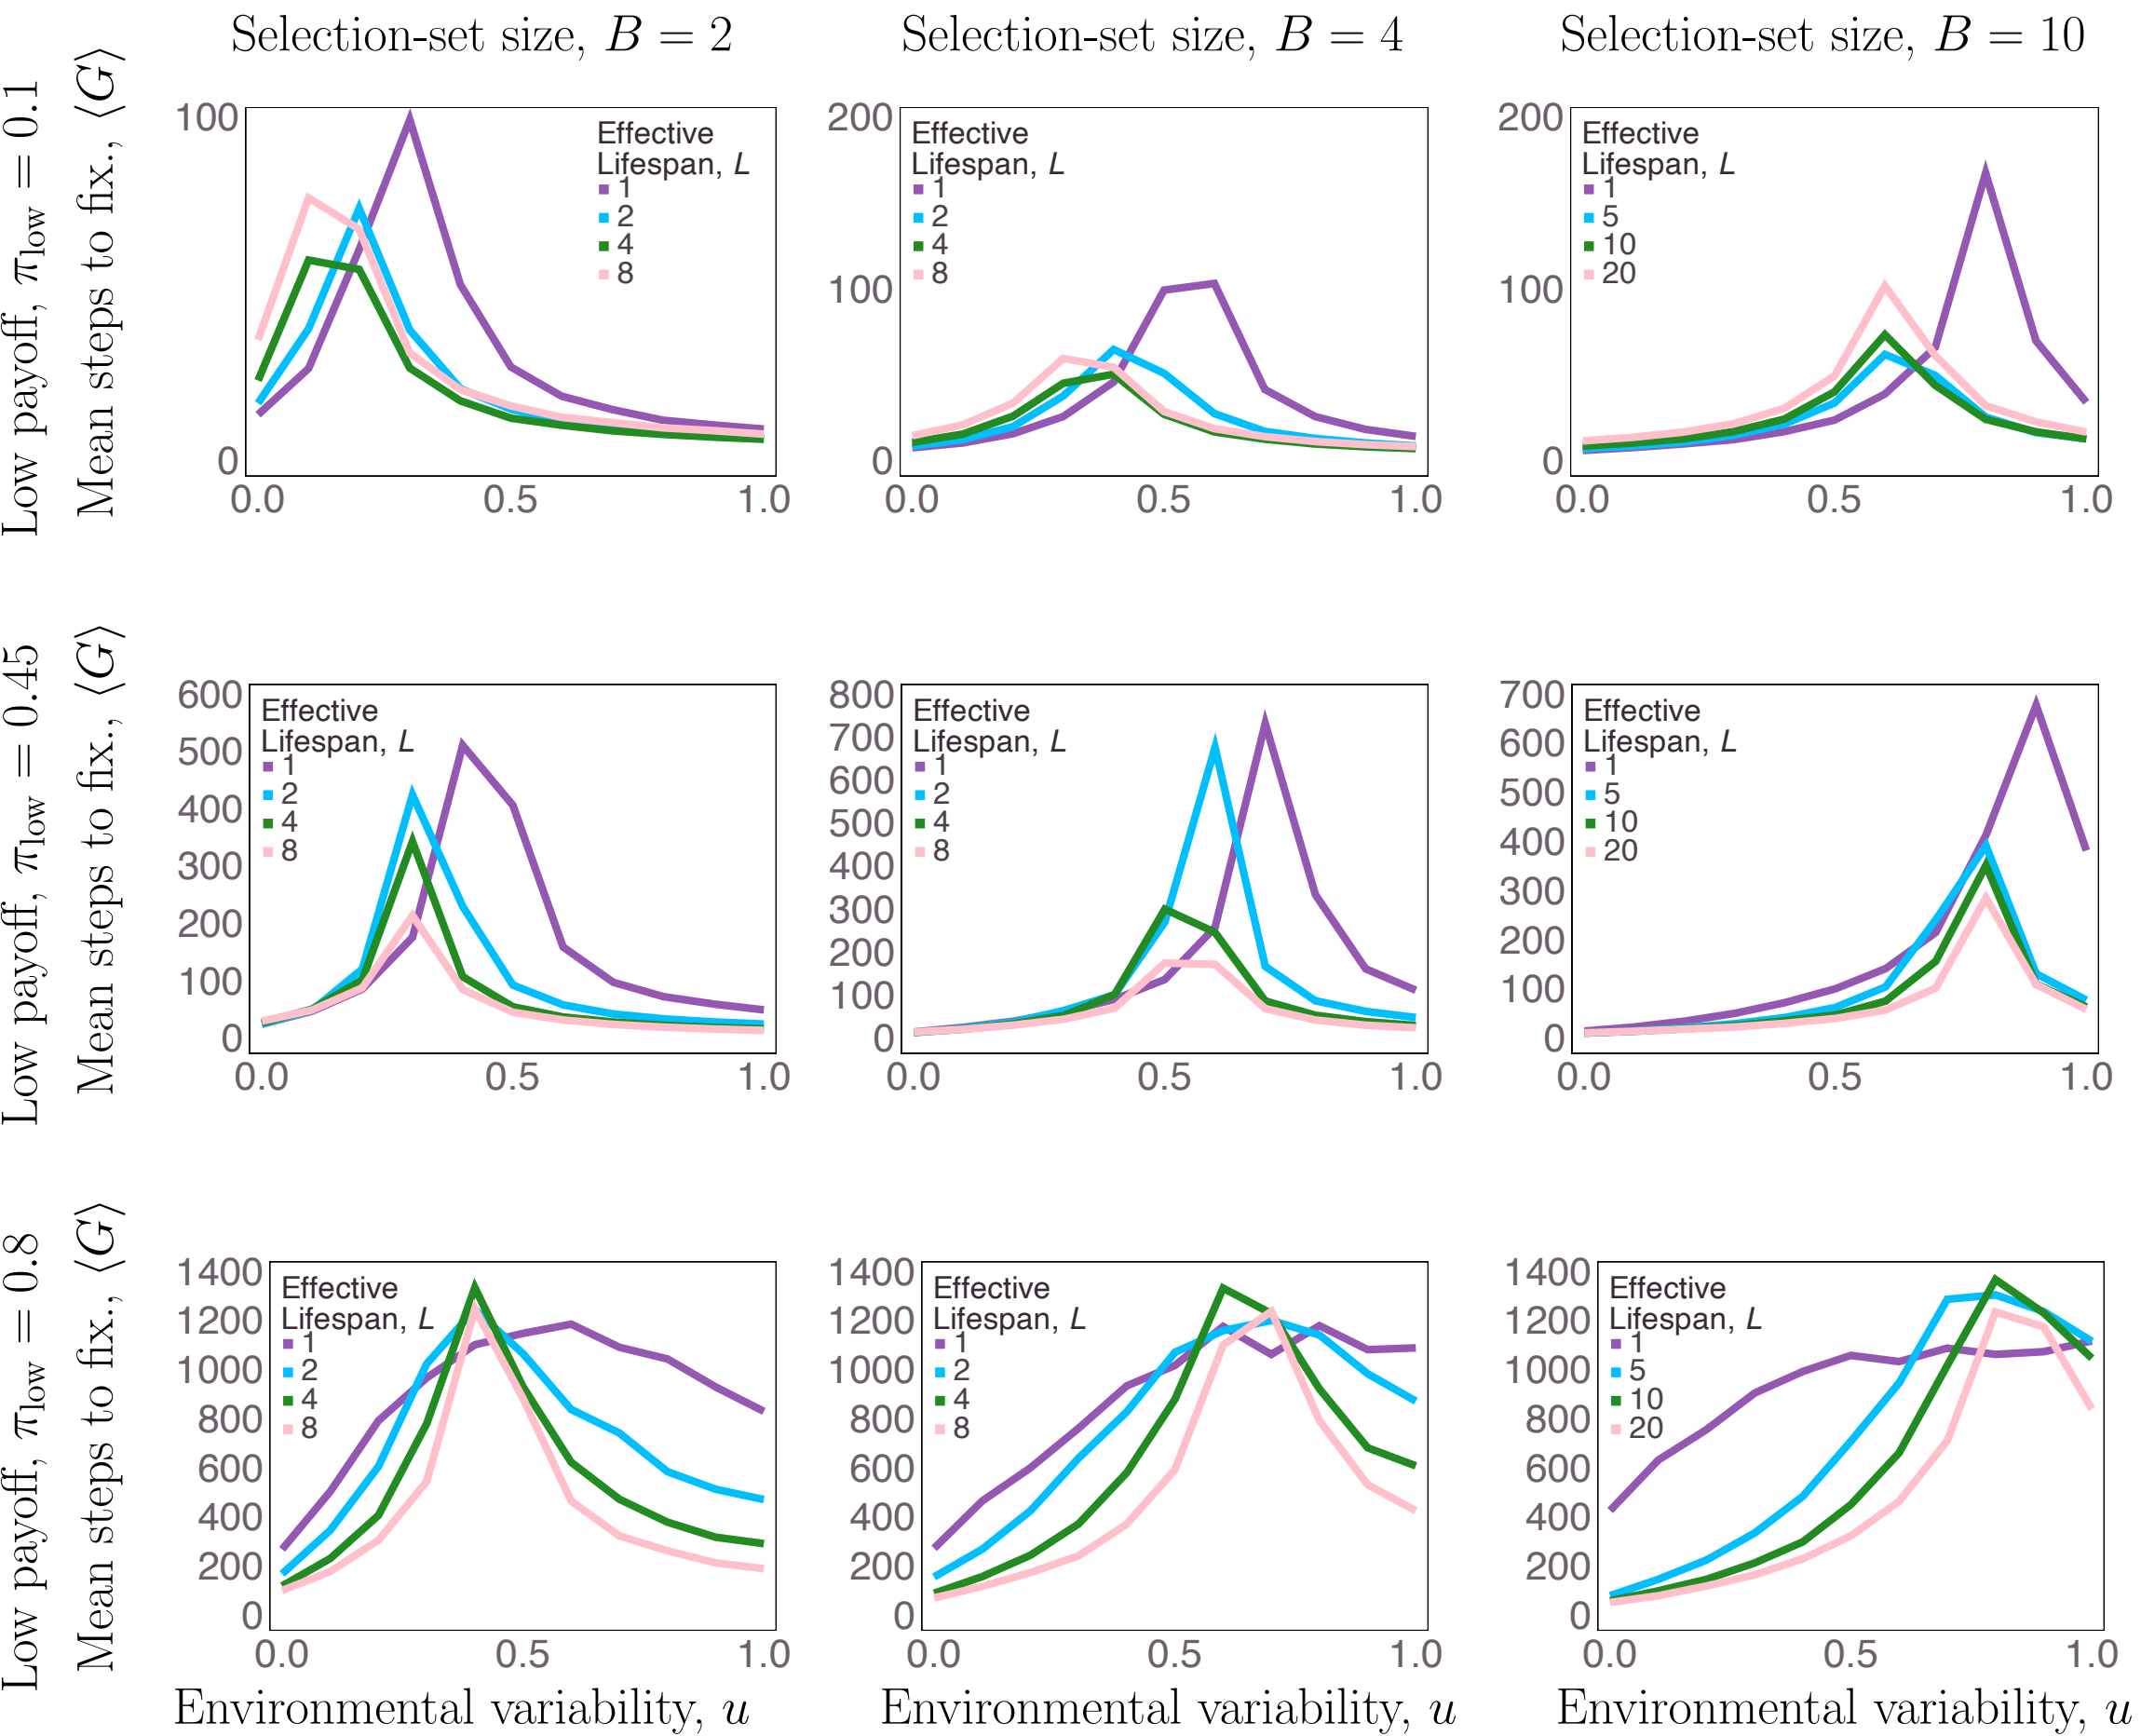 Selection-set size, B = 2
Selection-set size, B = 4
Selection-set size, B = 10
Low payoff, π_low = 0.1
Mean steps to fix., ⟨G⟩
100
0
0.0 0.5 1.0
Effective
Lifespan, L
1
2
4
8
200
100
0
0.0 0.5 1.0
Effective
Lifespan, L
1
2
4
8
200
100
0
0.0 0.5 1.0
Effective
Lifespan, L
1
5
10
20
Low payoff, π_low = 0.45
Mean steps to fix., ⟨G⟩
600
500
400
300
200
100
0
0.0 0.5 1.0
Effective
Lifespan, L
1
2
4
8
800
700
600
500
400
300
200
100
0
0.0 0.5 1.0
Effective
Lifespan, L
1
2
4
8
700
600
500
400
300
200
100
0
0.0 0.5 1.0
Effective
Lifespan, L
1
5
10
20
Low payoff, π_low = 0.8
Mean steps to fix., ⟨G⟩
1400
1200
1000
800
600
400
200
0
0.0 0.5 1.0
Effective
Lifespan, L
1
2
4
8
Environmental variability, u
1400
1200
1000
800
600
400
200
0
0.0 0.5 1.0
Effective
Lifespan, L
1
2
4
8
Environmental variability, u
1400
1200
1000
800
600
400
200
0
0.0 0.5 1.0
Effective
Lifespan, L
1
5
10
20
Environmental variability, u